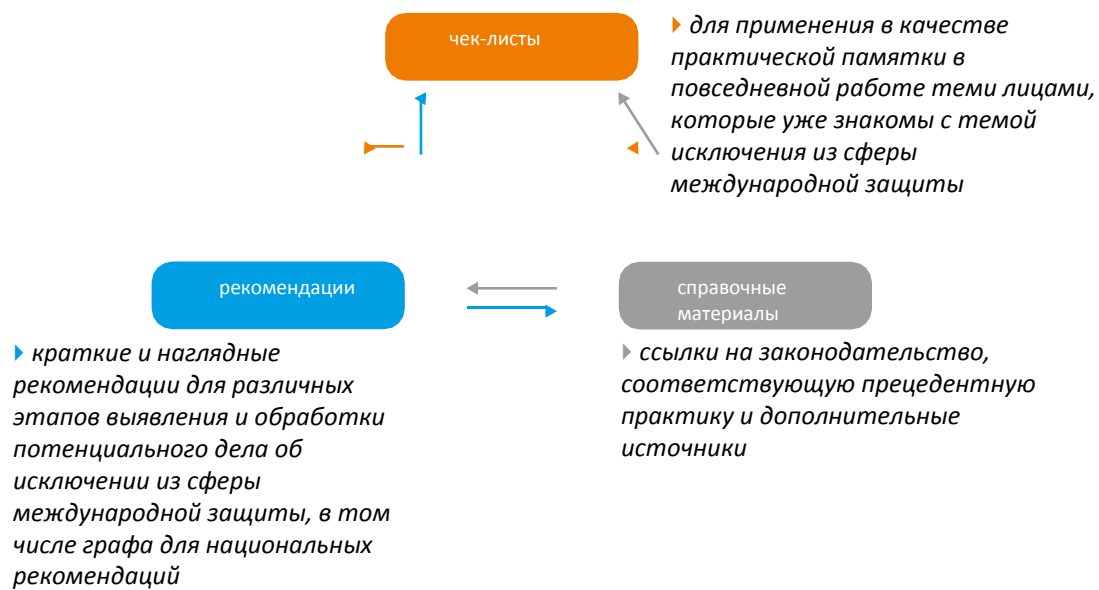 чек-листы
для применения в качестве
практической памятки в
повседневной работе теми лицами,
которые уже знакомы с темой
исключения из сферы
международной защиты
рекомендации
краткие и наглядные
рекомендации для различных
этапов выявления и обработки
потенциального дела об
исключении из сферы
международной защиты, в том
числе графа для национальных
рекомендаций
справочные
материалы
ссылки на законодательство,
соответствующую прецедентную
практику и дополнительные
источники